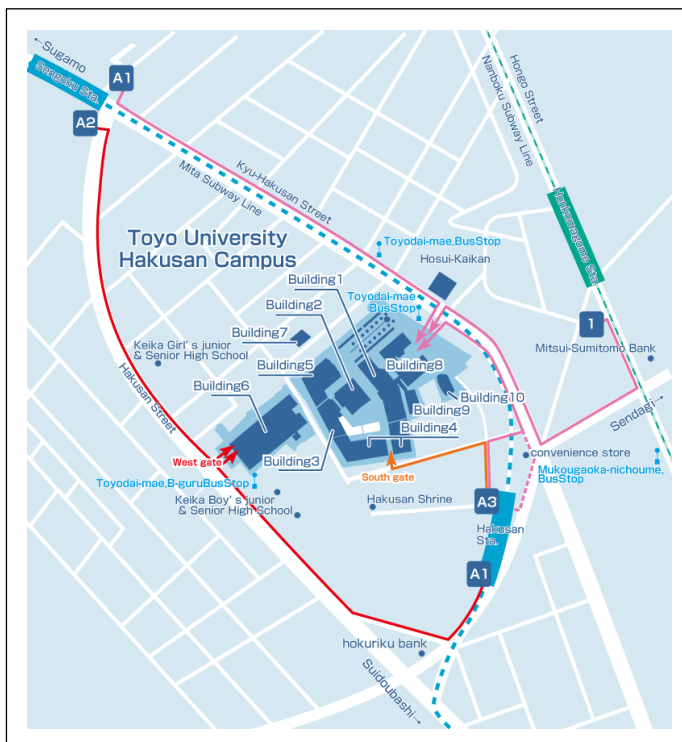 ←Sugamo
Sengoku Sta.
A1
A2
Hongo Street
Nanboku Subway Line
Kyu-Hakusan Street
Mita Subway Line
Honkomagome Sta.
Toyo University
Hakusan Campus
Toyodai-mae,BusStop
Hosui-Kaikan
Building1
Toyodai-mae
BusStop
Building2
Building7
1
Keika Girl's junior
& Senior High School
Mitsui-Sumitomo Bank
Building5
Building8
Building6
Building10
Sendagi→
Hakusan Street
Building9
Building4
West gate
Building3
convenience store
Toyodai-mae,B-guruBusStop
South gate
Mukougaoka-nichoume,
BusStop
Keika Boy's junior
& Senior High School
Hakusan Shrine
A3
Hakusan
Sta.
A1
hokuriku bank
Suidoubashi→